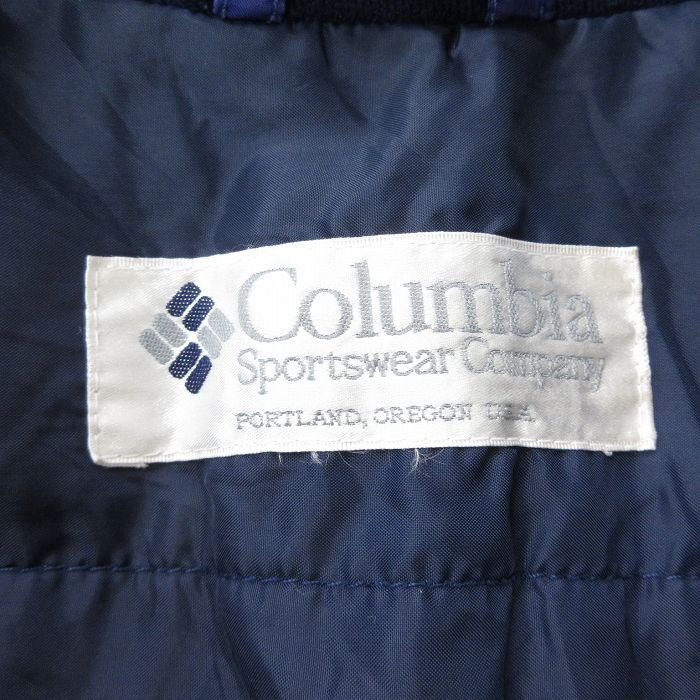 Columbia
Sportswear Company
PORTLAND, OREGON U.S.A.